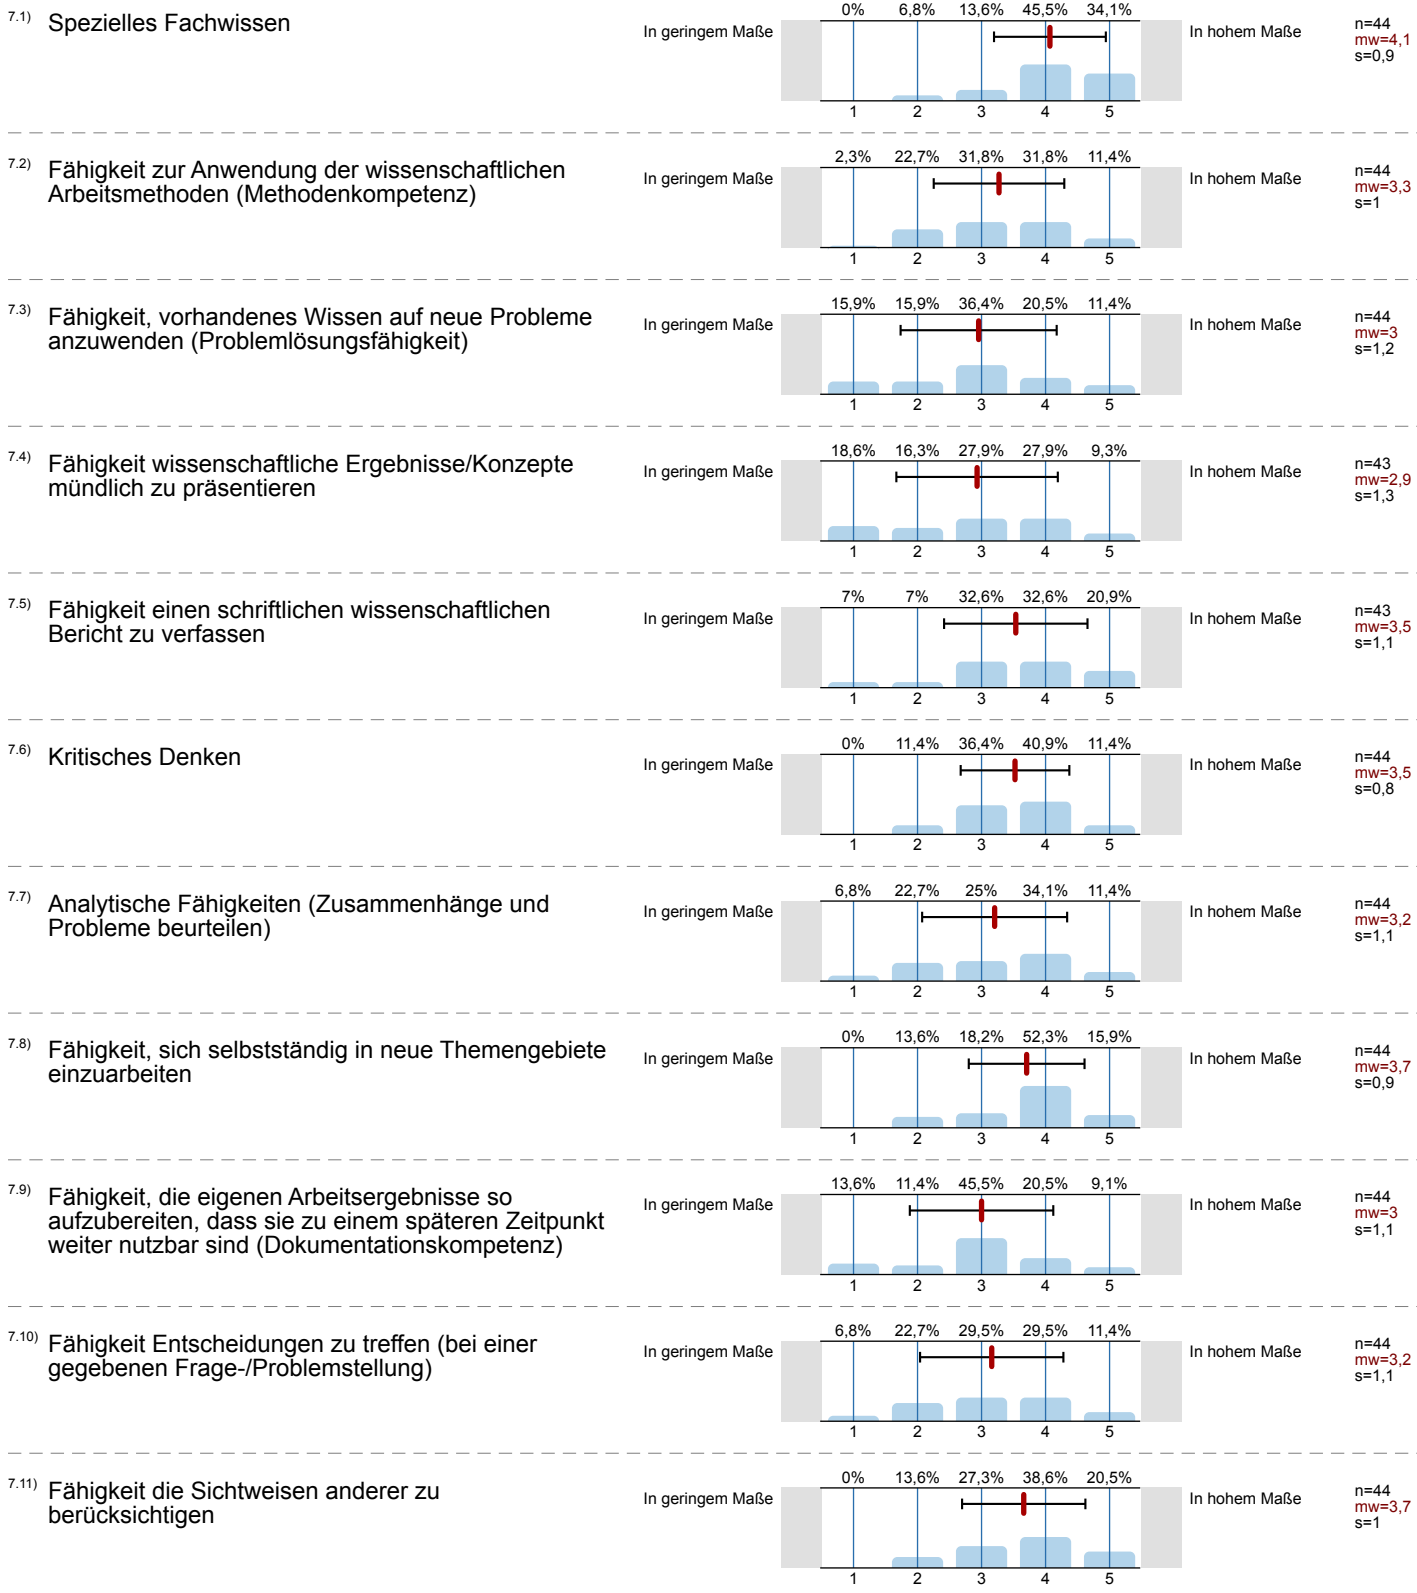 7.1) Spezielles Fachwissen
In geringem Maße
0% 6,8% 13,6% 45,5% 34,1%
1 2 3 4 5
In hohem Maße
n=44
mw=4,1
s=0,9
7.2) Fähigkeit zur Anwendung der wissenschaftlichen
Arbeitsmethoden (Methodenkompetenz)
In geringem Maße
2,3% 22,7% 31,8% 31,8% 11,4%
1 2 3 4 5
In hohem Maße
n=44
mw=3,3
s=1
7.3) Fähigkeit, vorhandenes Wissen auf neue Probleme
anzuwenden (Problemlösungsfähigkeit)
In geringem Maße
15,9% 15,9% 36,4% 20,5% 11,4%
1 2 3 4 5
In hohem Maße
n=44
mw=3
s=1,2
7.4) Fähigkeit wissenschaftliche Ergebnisse/Konzepte
mündlich zu präsentieren
In geringem Maße
18,6% 16,3% 27,9% 27,9% 9,3%
1 2 3 4 5
In hohem Maße
n=43
mw=2,9
s=1,3
7.5) Fähigkeit einen schriftlichen wissenschaftlichen
Bericht zu verfassen
In geringem Maße
7% 7% 32,6% 32,6% 20,9%
1 2 3 4 5
In hohem Maße
n=43
mw=3,5
s=1,1
7.6) Kritisches Denken
In geringem Maße
0% 11,4% 36,4% 40,9% 11,4%
1 2 3 4 5
In hohem Maße
n=44
mw=3,5
s=0,8
7.7) Analytische Fähigkeiten (Zusammenhänge und
Probleme beurteilen)
In geringem Maße
6,8% 22,7% 25% 34,1% 11,4%
1 2 3 4 5
In hohem Maße
n=44
mw=3,2
s=1,1
7.8) Fähigkeit, sich selbstständig in neue Themengebiete
einzuarbeiten
In geringem Maße
0% 13,6% 18,2% 52,3% 15,9%
1 2 3 4 5
In hohem Maße
n=44
mw=3,7
s=0,9
7.9) Fähigkeit, die eigenen Arbeitsergebnisse so
aufzubereiten, dass sie zu einem späteren Zeitpunkt
weiter nutzbar sind (Dokumentationskompetenz)
In geringem Maße
13,6% 11,4% 45,5% 20,5% 9,1%
1 2 3 4 5
In hohem Maße
n=44
mw=3
s=1,1
7.10) Fähigkeit Entscheidungen zu treffen (bei einer
gegebenen Frage-/Problemstellung)
In geringem Maße
6,8% 22,7% 29,5% 29,5% 11,4%
1 2 3 4 5
In hohem Maße
n=44
mw=3,2
s=1,1
7.11) Fähigkeit die Sichtweisen anderer zu
berücksichtigen
In geringem Maße
0% 13,6% 27,3% 38,6% 20,5%
1 2 3 4 5
In hohem Maße
n=44
mw=3,7
s=1